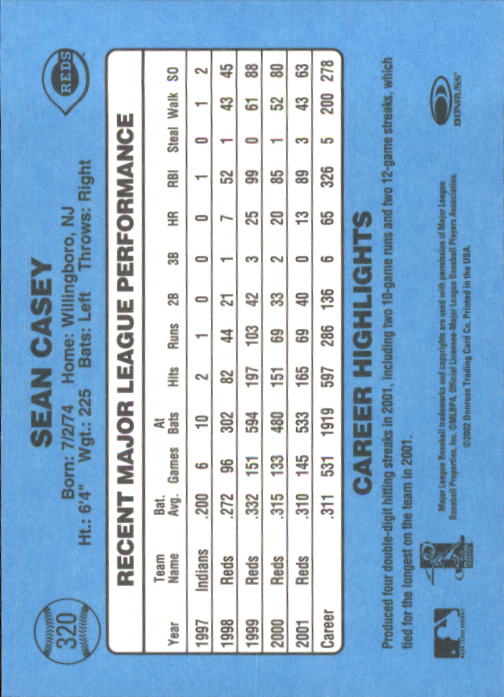 320
SEAN CASEY
REDS
Born: 7/2/74 Home: Willingboro, NJ
Ht.: 6'4" Wgt.: 225 Bats: Left Throws: Right
RECENT MAJOR LEAGUE PERFORMANCE
Year Team Name Bat. Avg. Games At Bats Hits Runs 2B 3B HR RBI Steal Walk SO
1997 Indians .200 6 10 2 1 0 0 0 1 0 1 2
1998 Reds .272 96 302 82 44 21 1 7 52 1 43 45
1999 Reds .332 151 594 197 103 42 3 25 99 0 61 88
2000 Reds .315 133 480 151 69 33 2 20 85 1 52 80
2001 Reds .310 145 533 165 69 40 0 13 89 3 43 63
Career .311 531 1919 597 286 136 6 65 326 5 200 278
CAREER HIGHLIGHTS
Produced four double-digit hitting streaks in 2001, including two 10-game runs and two 12-game streaks, which
tied for the longest on the team in 2001.
Major League Baseball trademarks and copyrights are used with permission of Major League
Baseball Properties, Inc. ©MLBPA, Official Licensee-Major League Baseball Players Association.
©2002 Donruss Trading Card Co. Printed in the USA.
DONRUSS